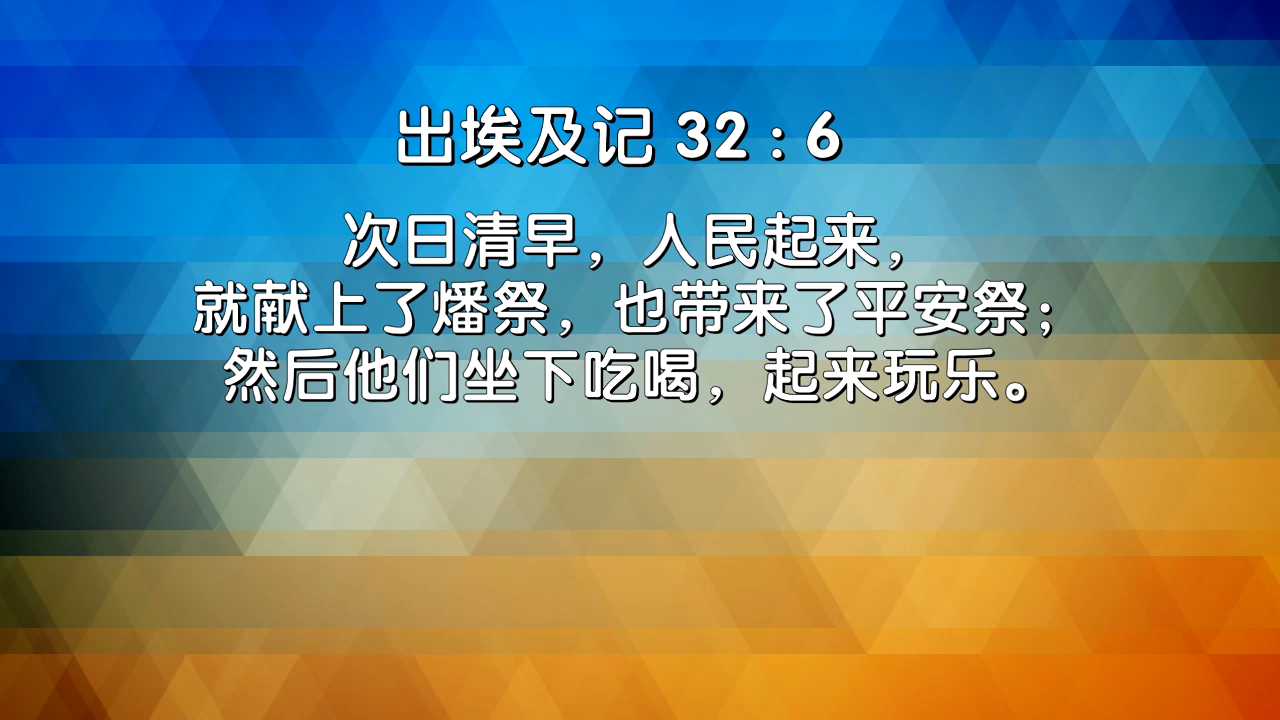 出埃及记 32 : 6
次日清早，人民起来，
就献上了燔祭，也带来了平安祭；
然后他们坐下吃喝，起来玩乐。